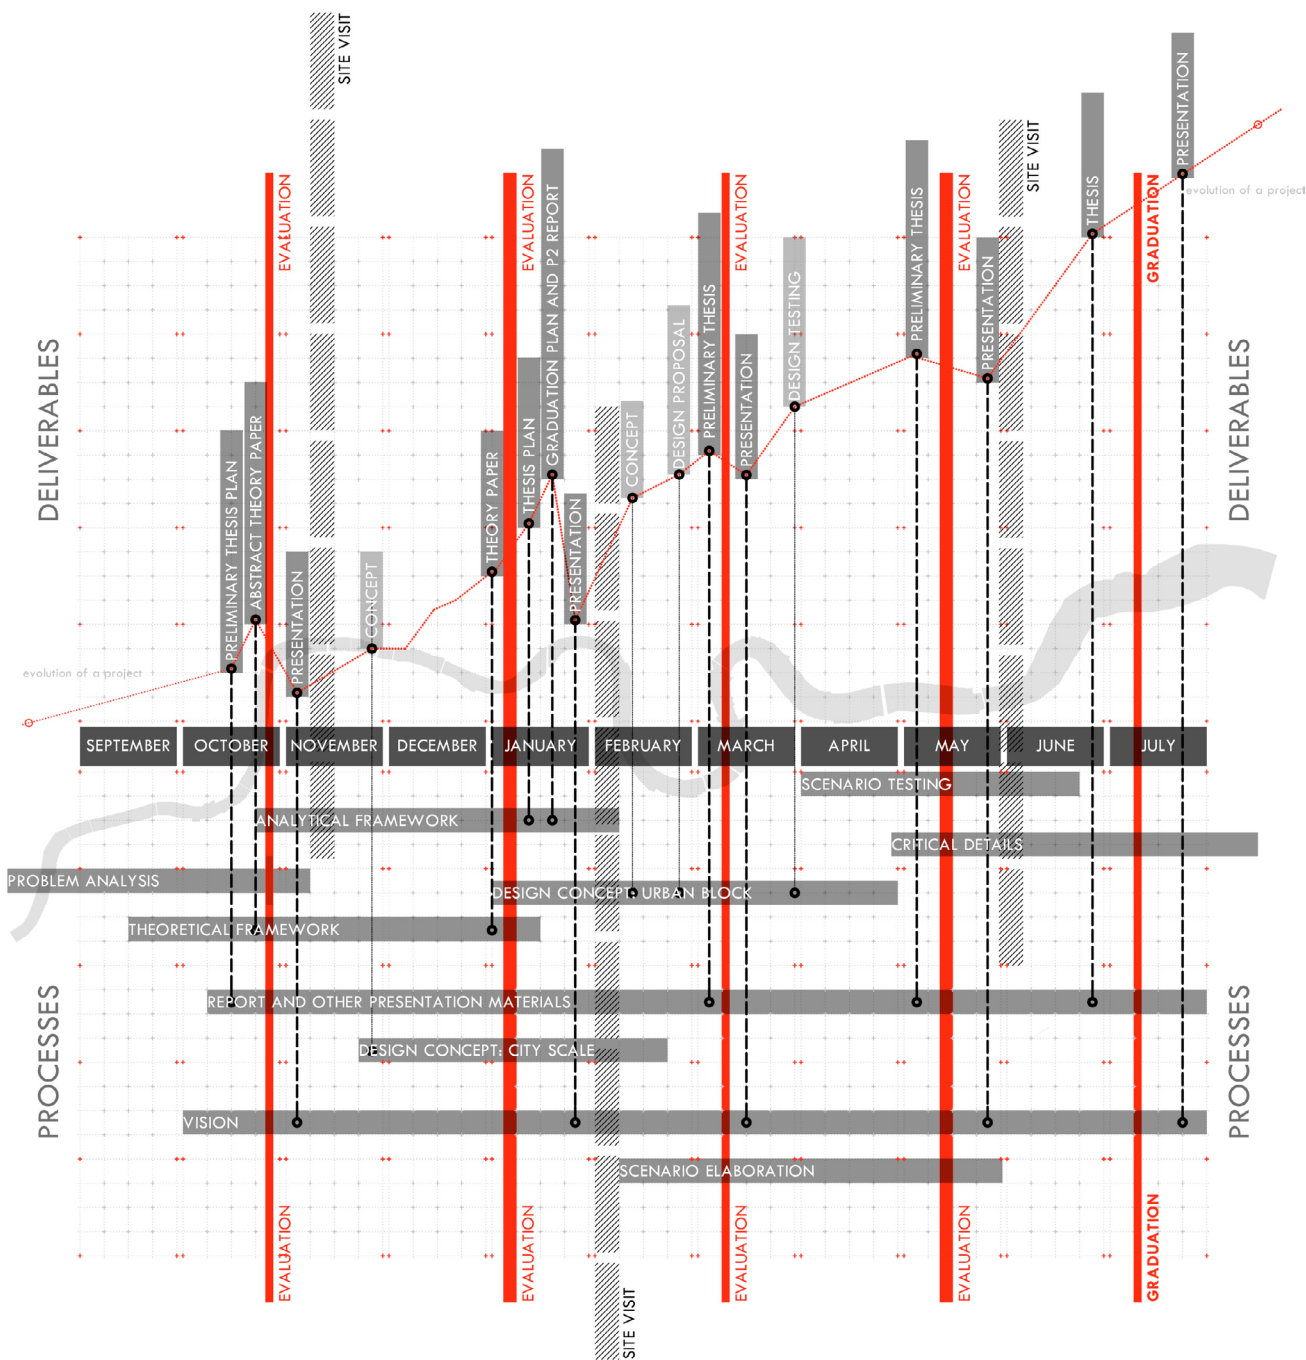 SITE VISIT
PRESENTATION
SITE VISIT
THESIS
evolution of a project
EVALUATION
EVALUATION
EVALUATION
EVALUATION
GRADUATION
GRADUATION PLAN AND P2 REPORT
PRELIMINARY THESIS
PRELIMINARY THESIS
PRESENTATION
DESIGN TESTING
DESIGN PROPOSAL
DELIVERABLES
DELIVERABLES
PRELIMINARY THESIS PLAN
ABSTRACT THEORY PAPER
THEORY PAPER
THESIS PLAN
CONCEPT
PRESENTATION
PRESENTATION
CONCEPT
PRESENTATION
evolution of a project
SEPTEMBER
OCTOBER
NOVEMBER
DECEMBER
JANUARY
FEBRUARY
MARCH
APRIL
MAY
JUNE
JULY
SCENARIO TESTING
ANALYTICAL FRAMEWORK
CRITICAL DETAILS
PROBLEM ANALYSIS
DESIGN CONCEPT: URBAN BLOCK
THEORETICAL FRAMEWORK
REPORT AND OTHER PRESENTATION MATERIALS
PROCESSES
PROCESSES
DESIGN CONCEPT: CITY SCALE
VISION
SCENARIO ELABORATION
EVALUATION
EVALUATION
EVALUATION
EVALUATION
GRADUATION
SITE VISIT